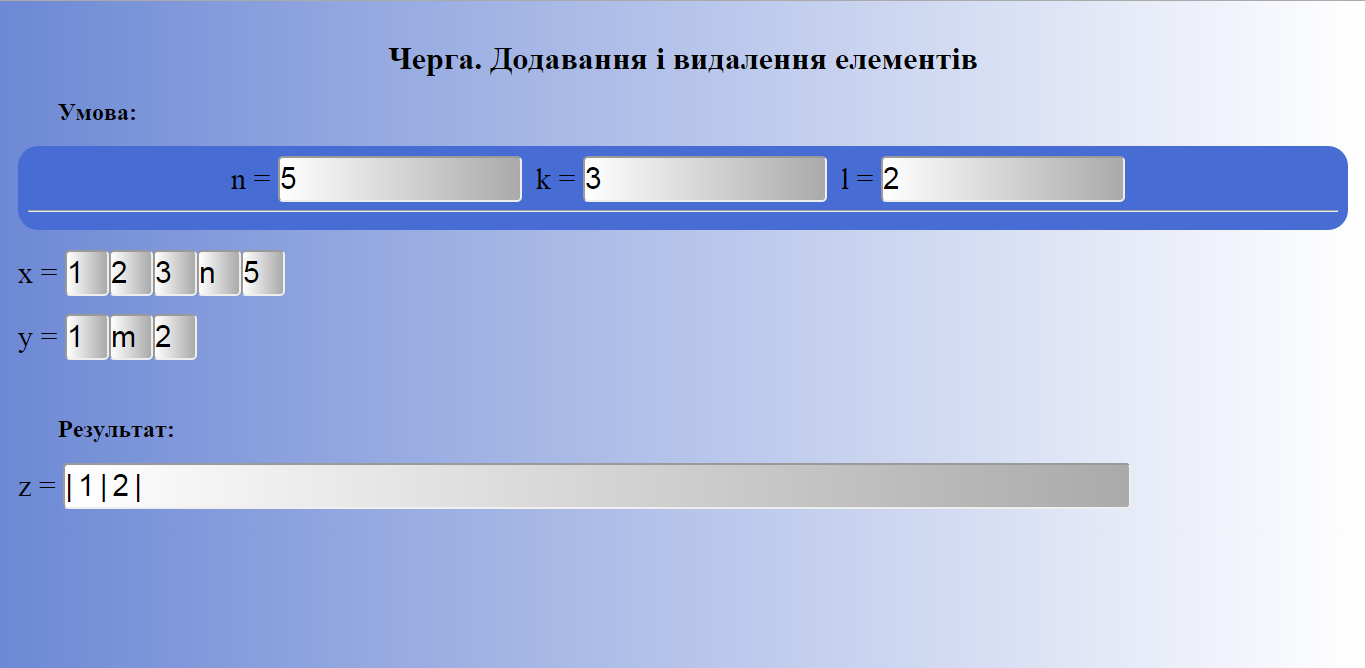 Черга. Додавання і видалення елементів
Умова:
n = 5 k = 3 l = 2
x = 1 2 3 n 5
y = 1 m 2
Результат:
z = | 1 | 2 |